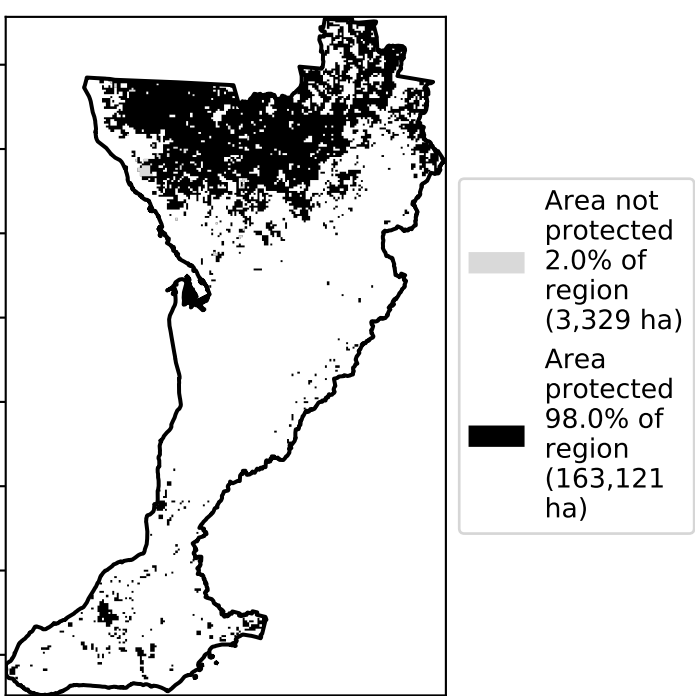 Area not
protected
2.0% of
region
(3,329 ha)
Area
protected
98.0% of
region
(163,121
ha)